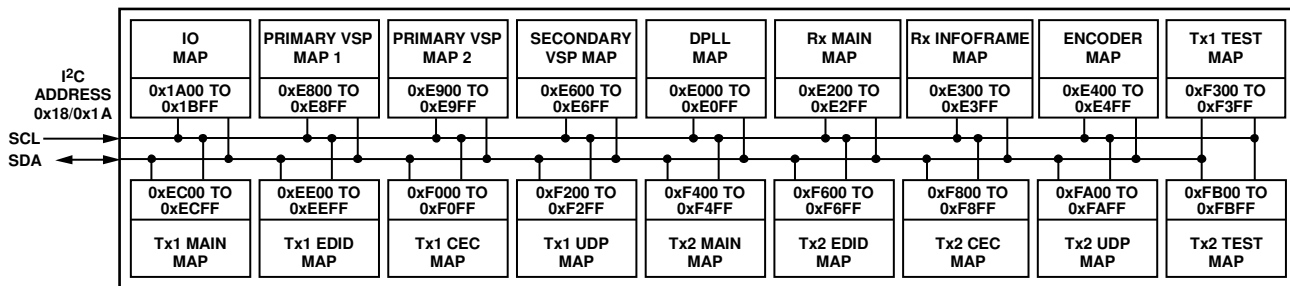 IO
MAP
PRIMARY VSP
MAP 1
PRIMARY VSP
MAP 2
SECONDARY
VSP MAP
DPLL
MAP
Rx MAIN
MAP
Rx INFOFRAME
MAP
ENCODER
MAP
Tx1 TEST
MAP
0x1A00 TO
0x1BFF
0xE800 TO
0xE8FF
0xE900 TO
0xE9FF
0xE600 TO
0xE6FF
0xE000 TO
0xE0FF
0xE200 TO
0xE2FF
0xE300 TO
0xE3FF
0xE400 TO
0xE4FF
0xF300 TO
0xF3FF
I2C
ADDRESS
0x18/0x1A
SCL
SDA
0xEC00 TO
0xECFF
0xEE00 TO
0xEEFF
0xF000 TO
0xF0FF
0xF200 TO
0xF2FF
0xF400 TO
0xF4FF
0xF600 TO
0xF6FF
0xF800 TO
0xF8FF
0xFA00 TO
0xFAFF
0xFB00 TO
0xFBFF
Tx1 MAIN
MAP
Tx1 EDID
MAP
Tx1 CEC
MAP
Tx1 UDP
MAP
Tx2 MAIN
MAP
Tx2 EDID
MAP
Tx2 CEC
MAP
Tx2 UDP
MAP
Tx2 TEST
MAP